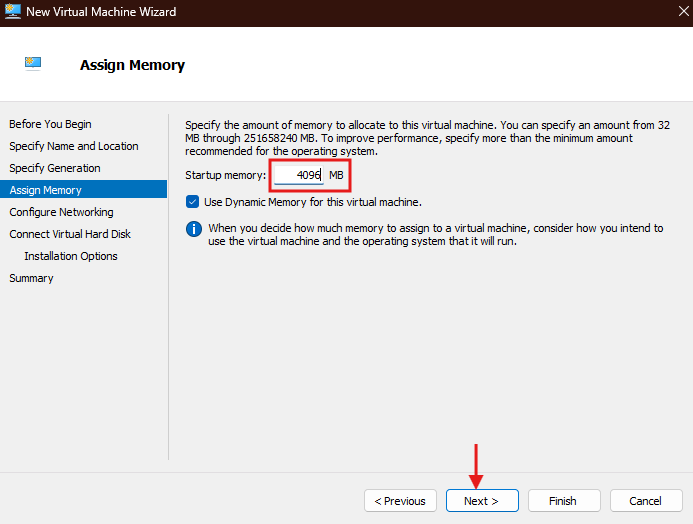 New Virtual Machine Wizard
Assign Memory
Before You Begin
Specify Name and Location
Specify Generation
Assign Memory
Configure Networking
Connect Virtual Hard Disk
Installation Options
Summary
Specify the amount of memory to allocate to this virtual machine. You can specify an amount from 32
MB through 251658240 MB. To improve performance, specify more than the minimum amount
recommended for the operating system.
Startup memory: 4096 MB
Use Dynamic Memory for this virtual machine.
When you decide how much memory to assign to a virtual machine, consider how you intend to
use the virtual machine and the operating system that it will run.
< Previous Next > Finish Cancel